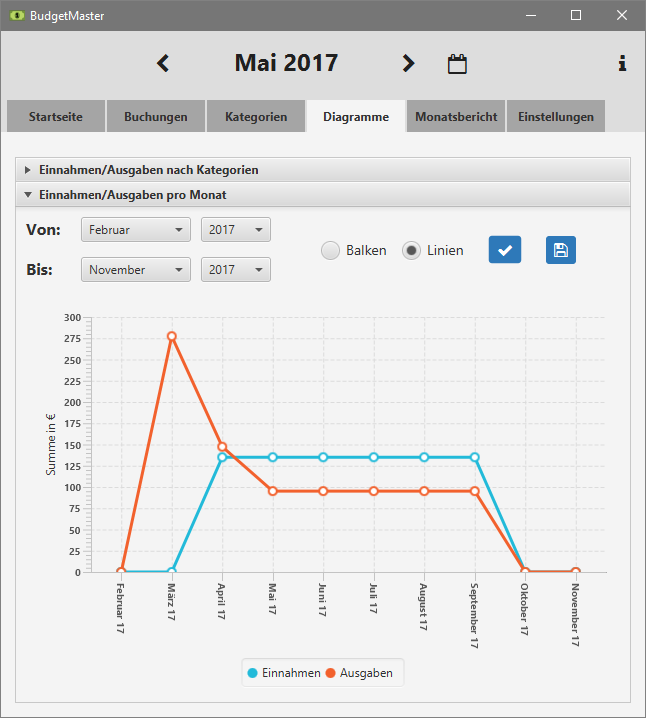 BudgetMaster
Mai 2017
Startseite Buchungen Kategorien Diagramme Monatsbericht Einstellungen
Einnahmen/Ausgaben nach Kategorien
Einnahmen/Ausgaben pro Monat
Von: Februar 2017
Balken Linien
Bis: November 2017
300
275
250
225
200
175
150
125
100
75
50
25
0
Summe in €
Februar 17 März 17 April 17 Mai 17 Juni 17 Juli 17 August 17 September 17 Oktober 17 November 17
Einnahmen Ausgaben